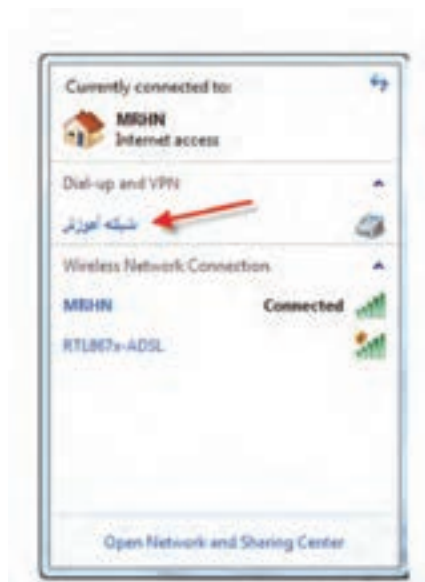 Currently connected to:
MRHN
Internet access
Dial-up and VPN
شبکه آموزش
Wireless Network Connection
MRHN Connected
RTL867x-ADSL
Open Network and Sharing Center